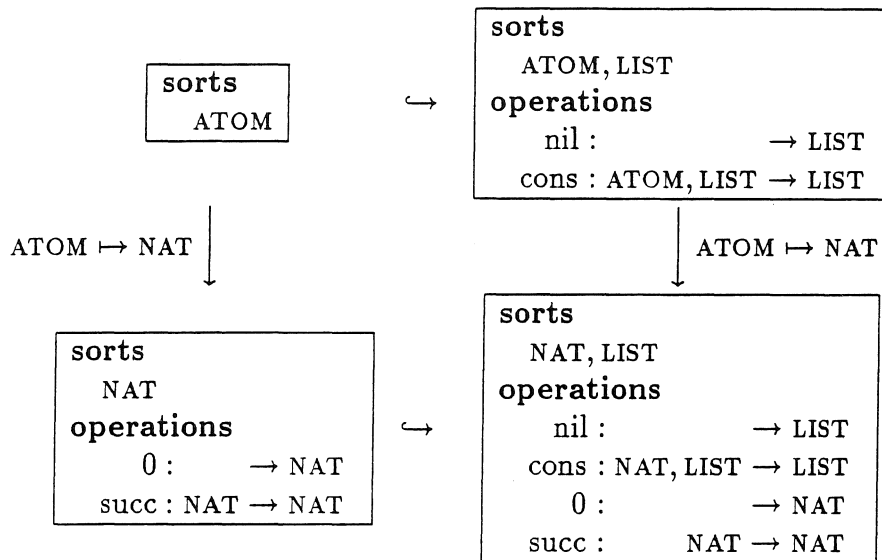 sorts
ATOM
↪
sorts
ATOM, LIST
operations
nil : → LIST
cons : ATOM, LIST → LIST
ATOM ↦ NAT
ATOM ↦ NAT
sorts
NAT
operations
0 : → NAT
succ : NAT → NAT
↪
sorts
NAT, LIST
operations
nil : → LIST
cons : NAT, LIST → LIST
0 : → NAT
succ : NAT → NAT